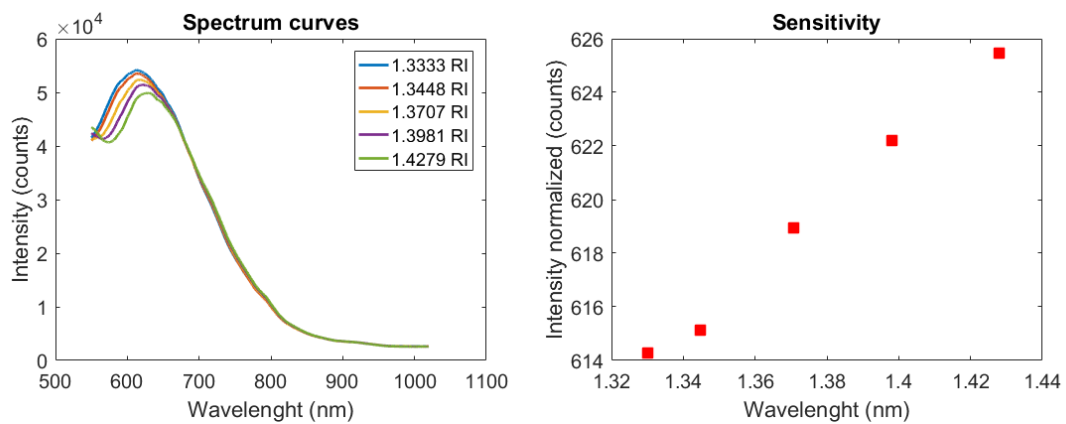 Spectrum curves
×10⁴
6
5
4
3
2
1
0
Intensity (counts)
500 600 700 800 900 1000 1100
Wavelenght (nm)
1.3333 RI
1.3448 RI
1.3707 RI
1.3981 RI
1.4279 RI
Sensitivity
626
624
622
620
618
616
614
Intensity normalized (counts)
1.32 1.34 1.36 1.38 1.4 1.42 1.44
Wavelenght (nm)